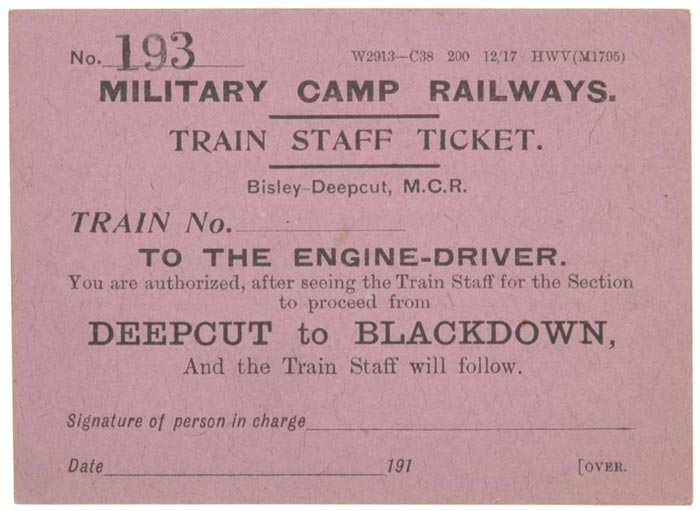 No. 193 W2913—C38 200 12/17 HWV(M1795)
MILITARY CAMP RAILWAYS.
TRAIN STAFF TICKET.
Bisley-Deepcut, M.C.R.
TRAIN No.
TO THE ENGINE-DRIVER.
You are authorized, after seeing the Train Staff for the Section
to proceed from
DEEPCUT to BLACKDOWN,
And the Train Staff will follow.
Signature of person in charge
Date 191 [OVER.